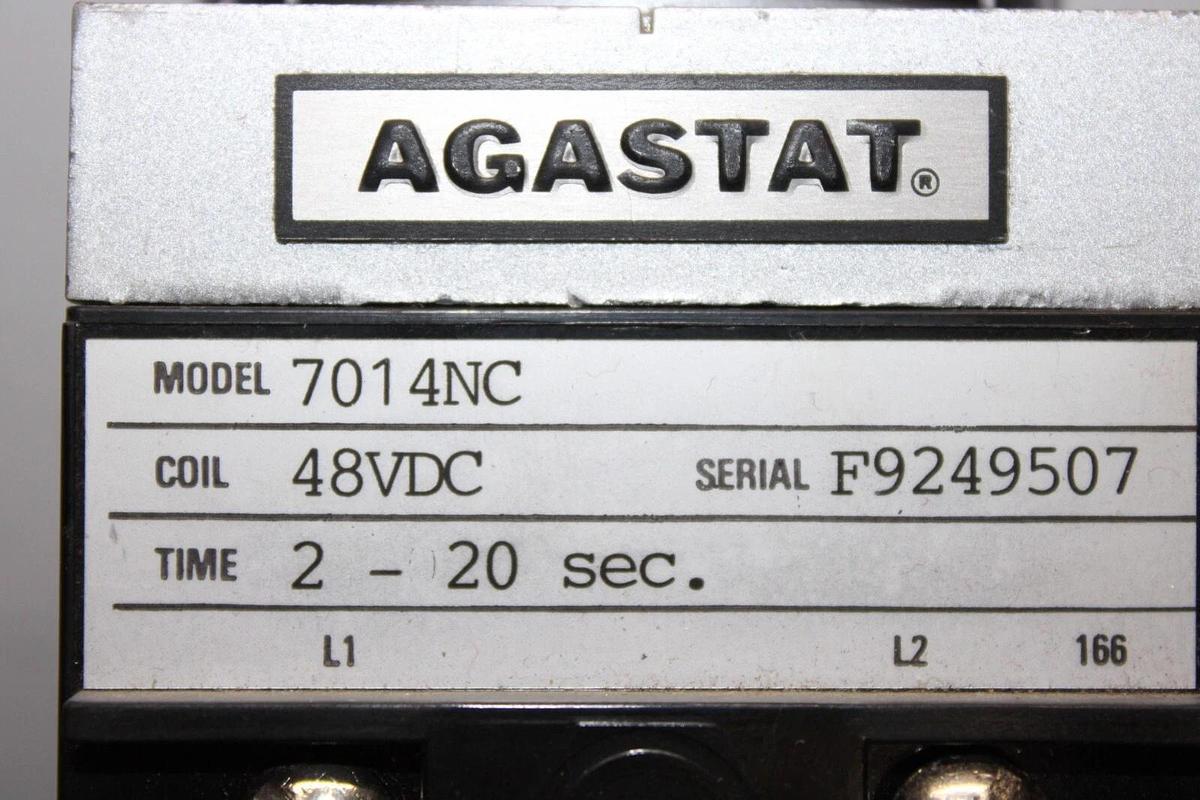 AGASTAT®
MODEL 7014NC
COIL 48VDC SERIAL F9249507
TIME 2 - 20 sec.
L1 L2 166